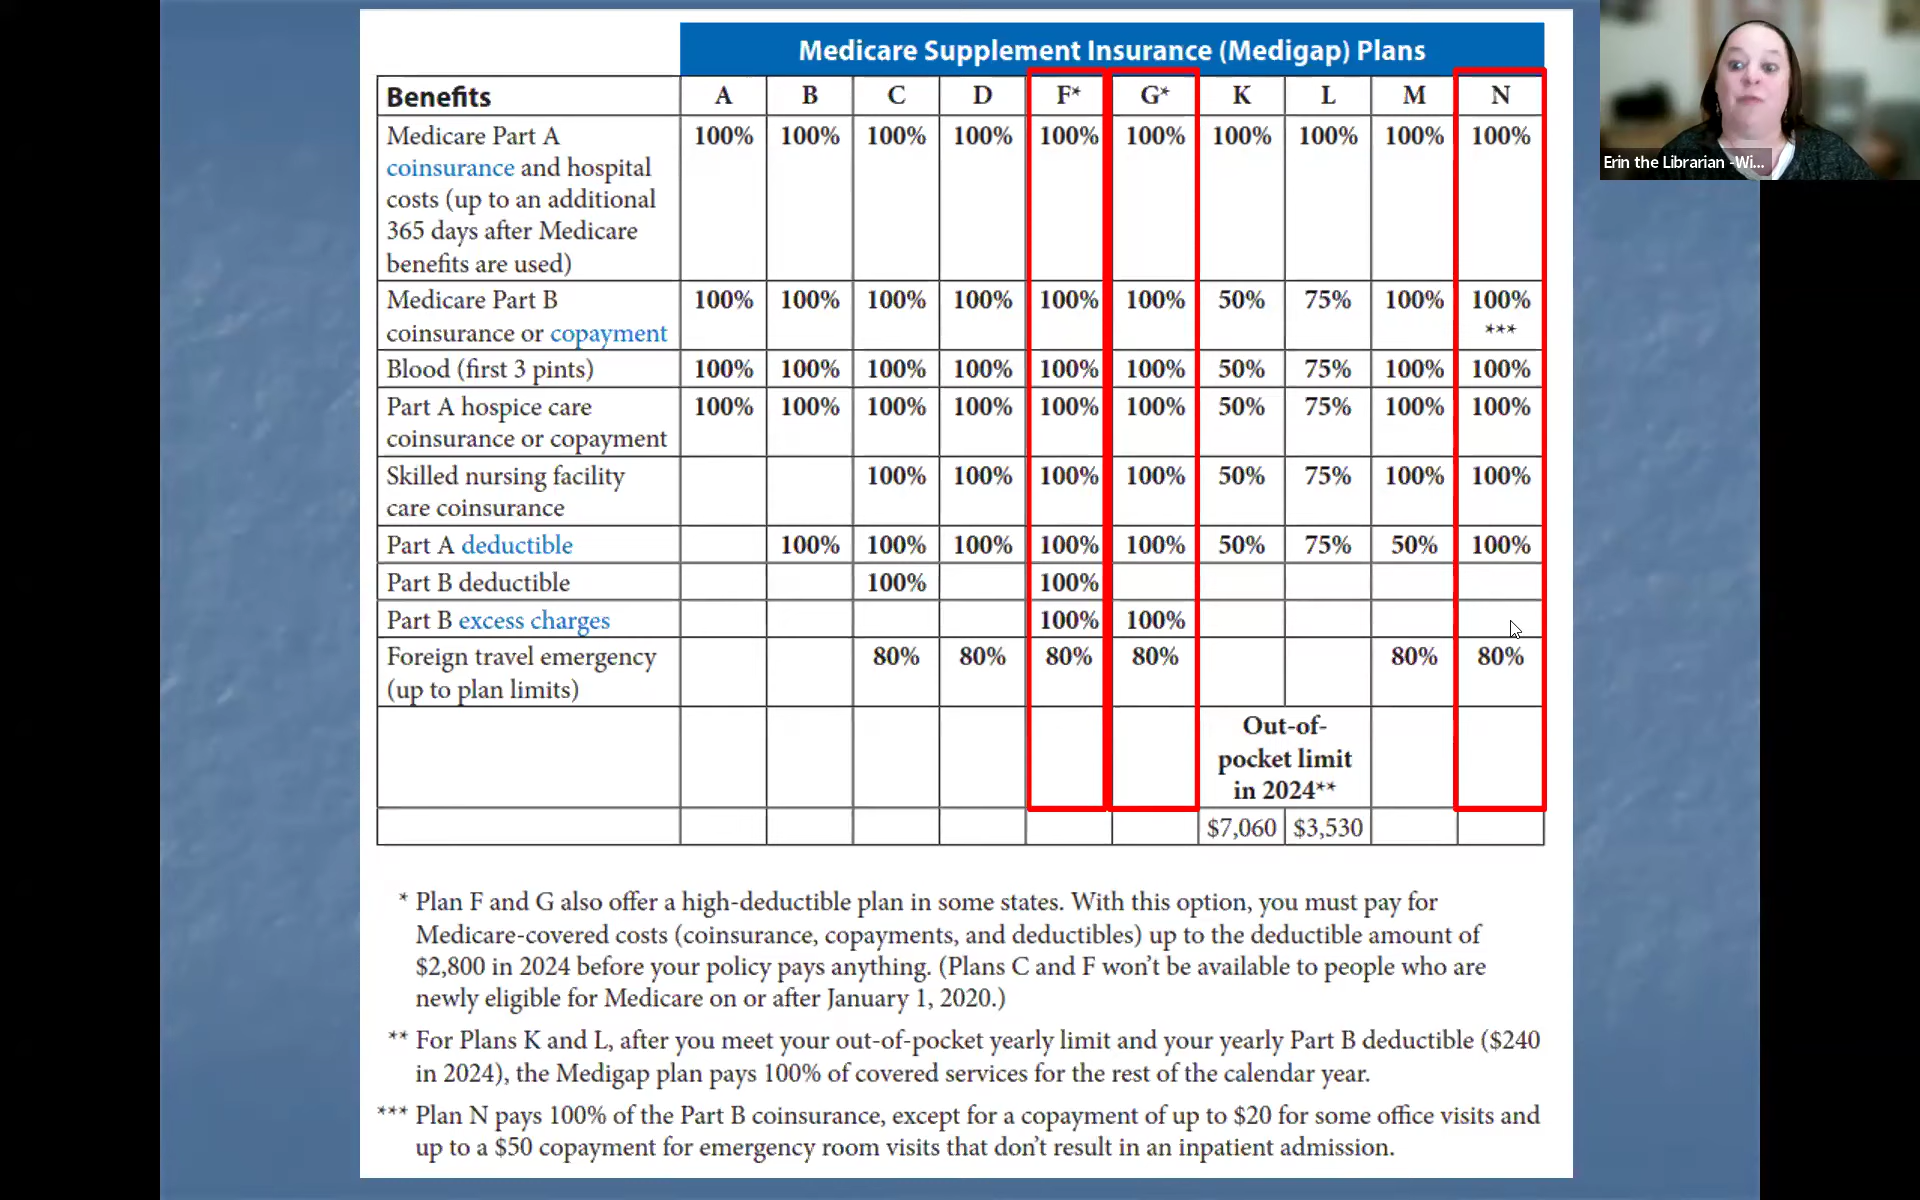 Medicare Supplement Insurance (Medigap) Plans
Benefits A B C D F* G* K L M N
Medicare Part A 100% 100% 100% 100% 100% 100% 100% 100% 100% 100%
coinsurance and hospital
costs (up to an additional
365 days after Medicare
benefits are used)
Medicare Part B 100% 100% 100% 100% 100% 100% 50% 75% 100% 100%
coinsurance or copayment ***
Blood (first 3 pints) 100% 100% 100% 100% 100% 100% 50% 75% 100% 100%
Part A hospice care 100% 100% 100% 100% 100% 100% 50% 75% 100% 100%
coinsurance or copayment
Skilled nursing facility 100% 100% 100% 100% 50% 75% 100% 100%
care coinsurance
Part A deductible 100% 100% 100% 100% 100% 50% 75% 50% 100%
Part B deductible 100% 100%
Part B excess charges 100% 100%
Foreign travel emergency 80% 80% 80% 80% 80% 80%
(up to plan limits)
Out-of-
pocket limit
in 2024**
$7,060 $3,530
* Plan F and G also offer a high-deductible plan in some states. With this option, you must pay for
Medicare-covered costs (coinsurance, copayments, and deductibles) up to the deductible amount of
$2,800 in 2024 before your policy pays anything. (Plans C and F won't be available to people who are
newly eligible for Medicare on or after January 1, 2020.)
** For Plans K and L, after you meet your out-of-pocket yearly limit and your yearly Part B deductible ($240
in 2024), the Medigap plan pays 100% of covered services for the rest of the calendar year.
*** Plan N pays 100% of the Part B coinsurance, except for a copayment of up to $20 for some office visits and
up to a $50 copayment for emergency room visits that don't result in an inpatient admission.
Erin the Librarian -Wi...